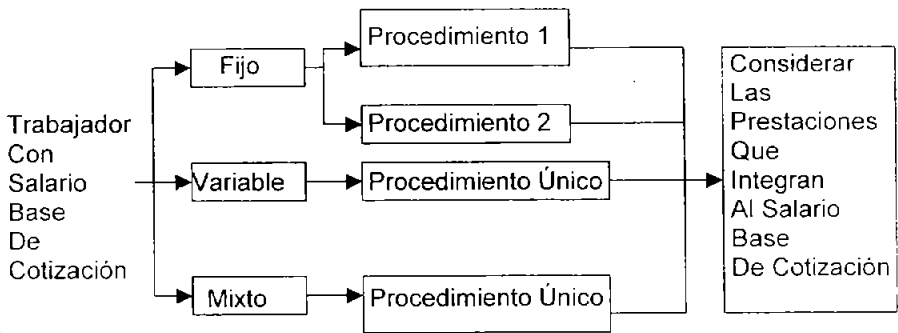 Trabajador
Con
Salario
Base
De
Cotización
Fijo
Procedimiento 1
Procedimiento 2
Variable
Procedimiento Único
Mixto
Procedimiento Único
Considerar
Las
Prestaciones
Que
Integran
Al Salario
Base
De Cotización